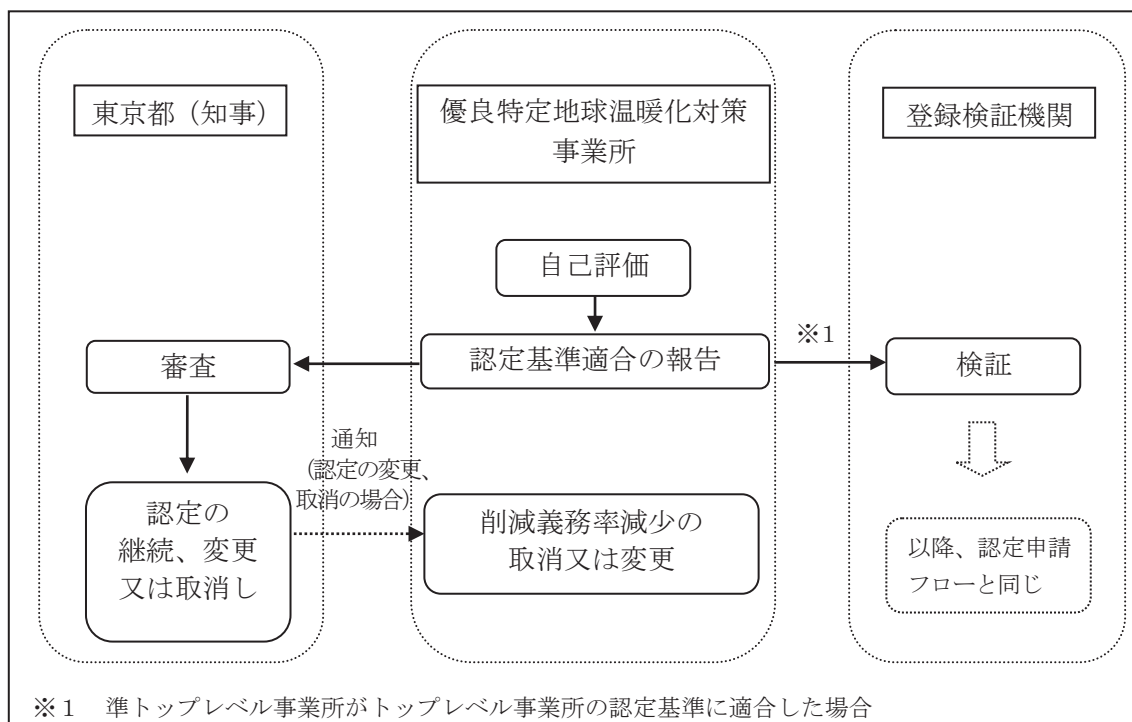 東京都（知事）
優良特定地球温暖化対策
事業所
登録検証機関
自己評価
※1
審査
認定基準適合の報告
検証
通知
（認定の変更、
取消の場合）
認定の
継続、変更
又は取消し
削減義務率減少の
取消又は変更
以降、認定申請
フローと同じ
※１　準トップレベル事業所がトップレベル事業所の認定基準に適合した場合